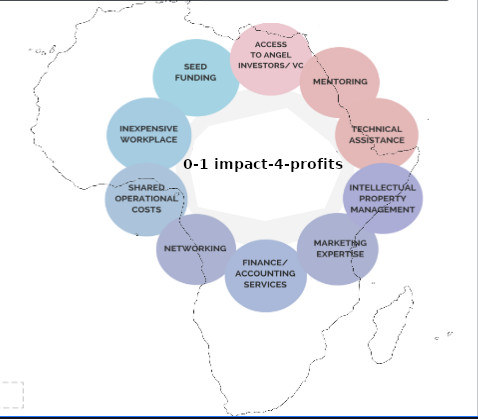 ACCESS
TO ANGEL
INVESTORS/ VC
SEED
FUNDING
MENTORING
INEXPENSIVE
WORKPLACE
TECHNICAL
ASSISTANCE
0-1 impact-4-profits
SHARED
OPERATIONAL
COSTS
INTELLECTUAL
PROPERTY
MANAGEMENT
NETWORKING
MARKETING
EXPERTISE
FINANCE/
ACCOUNTING
SERVICES